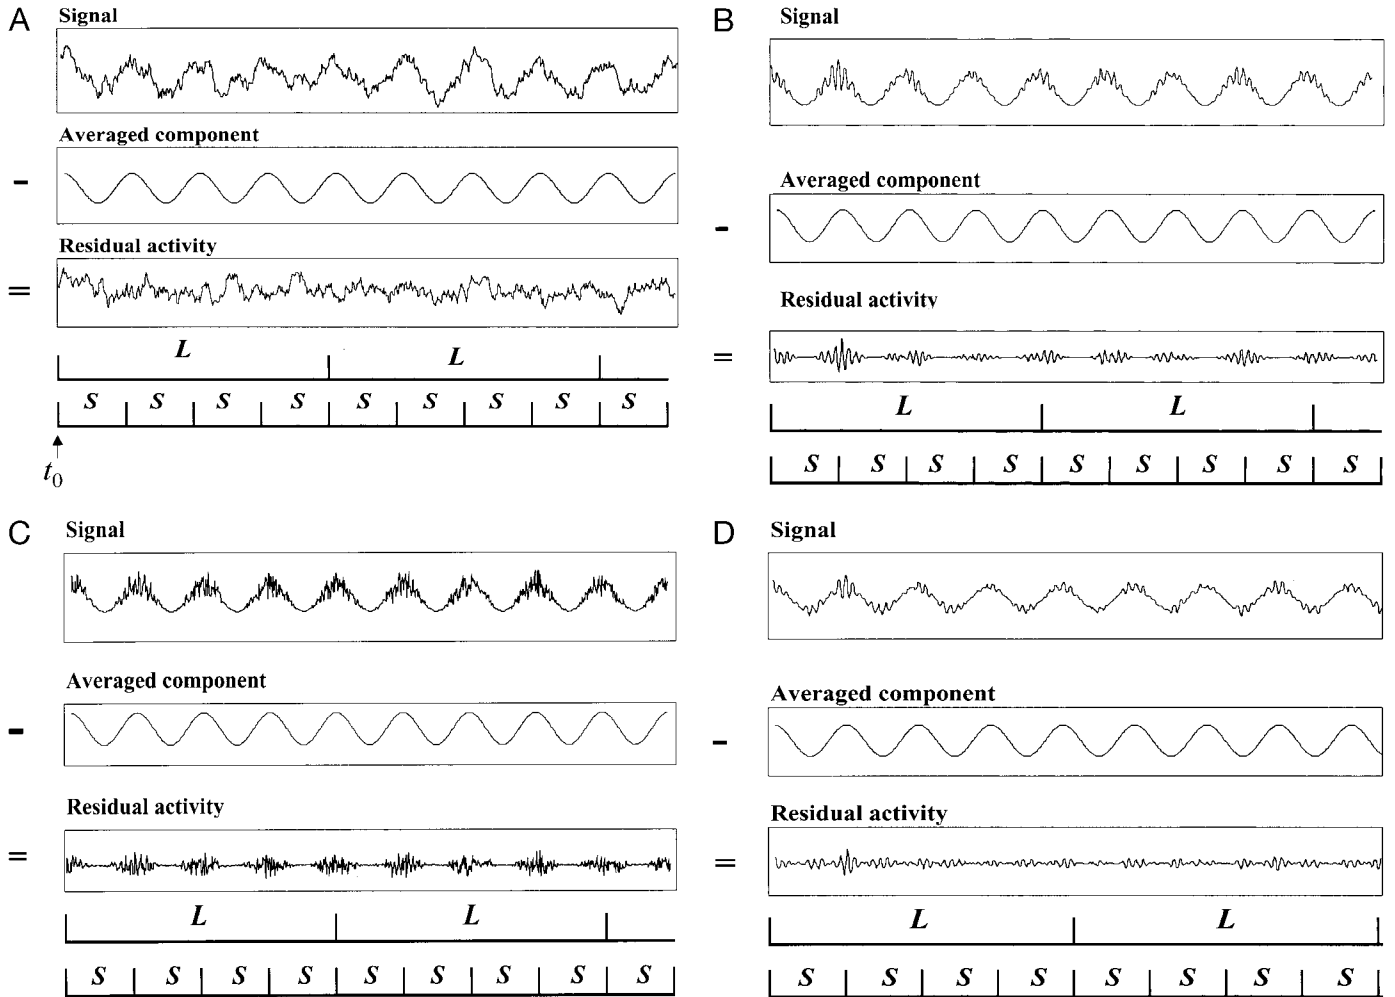 A
Signal
Averaged component
-
Residual activity
=
L L
S S S S S S S S S
t0
B
Signal
Averaged component
-
Residual activity
=
L L
S S S S S S S S S
C
Signal
Averaged component
-
Residual activity
=
L L
S S S S S S S S S
D
Signal
Averaged component
-
Residual activity
=
L L
S S S S S S S S